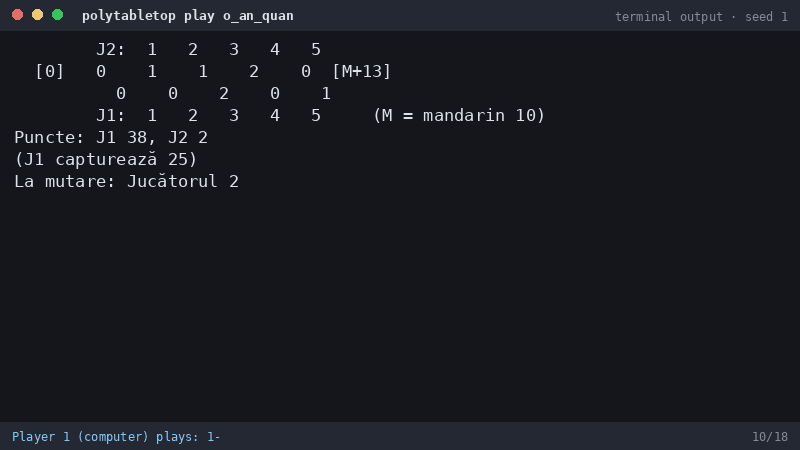 polytabletop play o_an_quan
terminal output · seed 1
J2: 1 2 3 4 5
[0] 0 1 1 2 0 [M+13]
0 0 2 0 1
J1: 1 2 3 4 5 (M = mandarin 10)
Puncte: J1 38, J2 2
(J1 capturează 25)
La mutare: Jucătorul 2
Player 1 (computer) plays: 1-
10/18